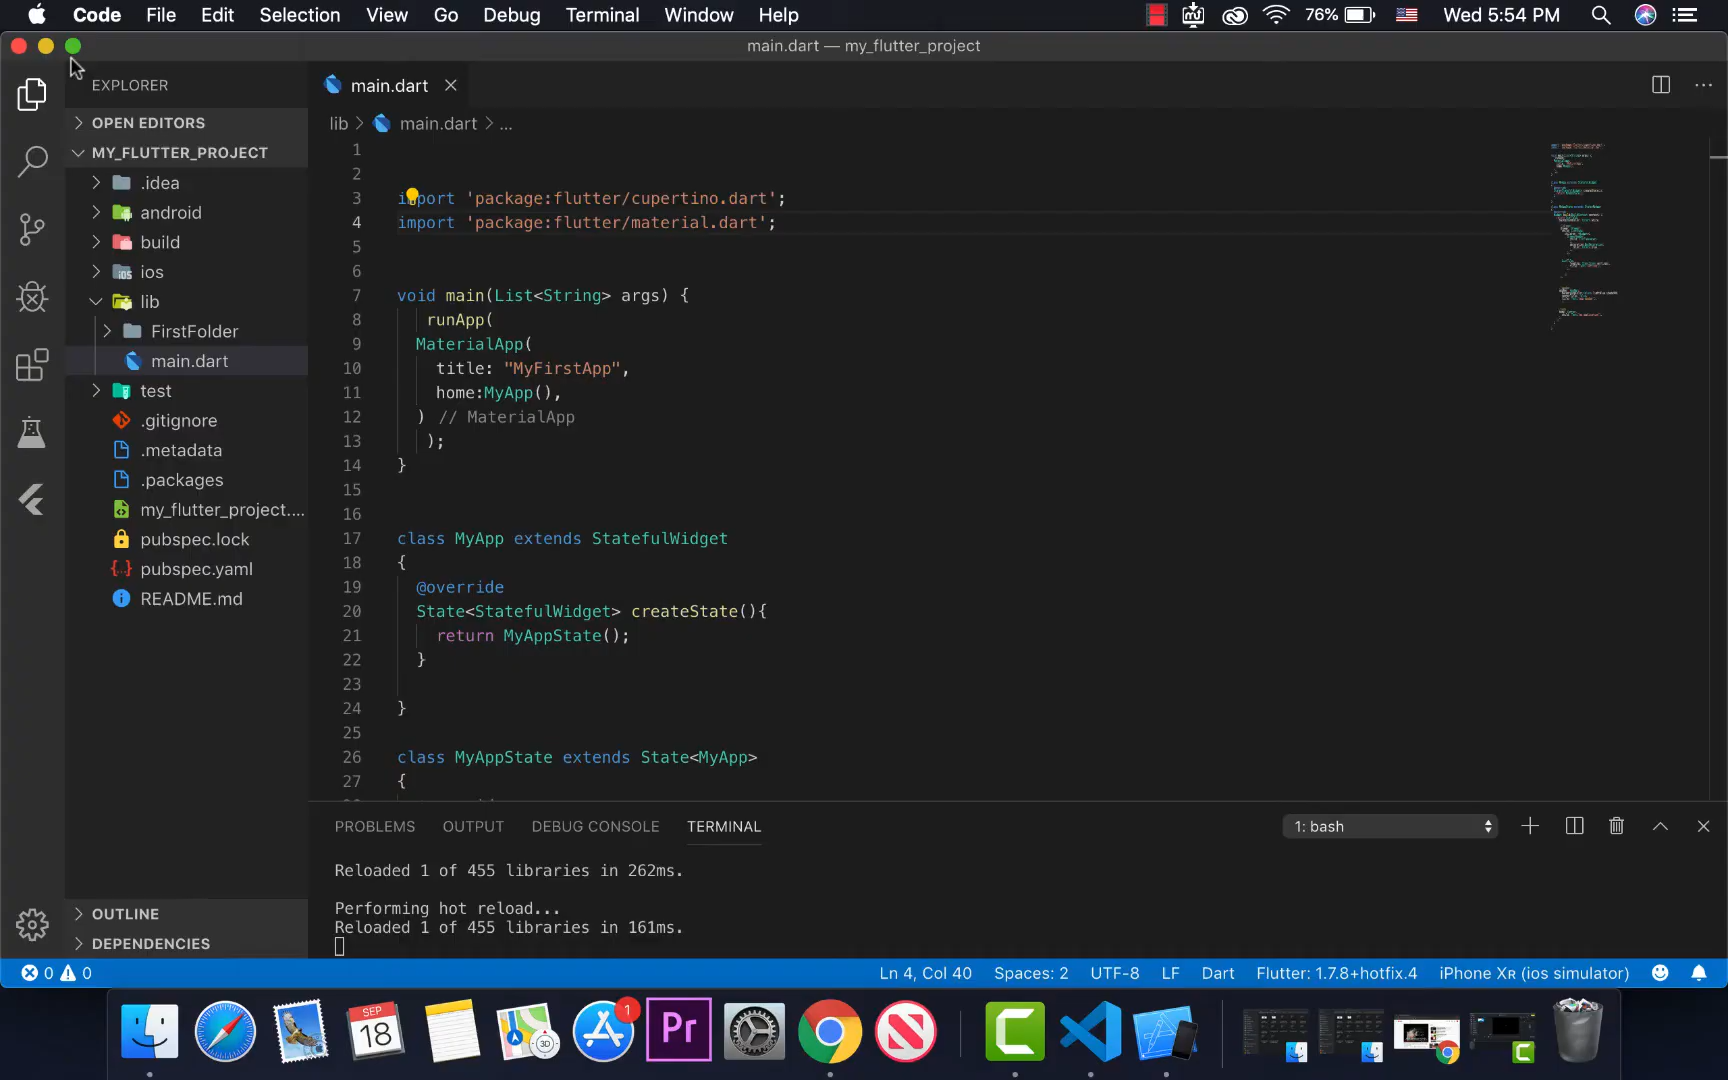 Code File Edit Selection View Go Debug Terminal Window Help 76% Wed 5:54 PM
main.dart — my_flutter_project
EXPLORER
main.dart
OPEN EDITORS
lib > main.dart > ...
MY_FLUTTER_PROJECT
.idea
android
build
ios
lib
FirstFolder
main.dart
test
.gitignore
.metadata
.packages
my_flutter_project....
pubspec.lock
pubspec.yaml
README.md
OUTLINE
DEPENDENCIES
1
2
3 import 'package:flutter/cupertino.dart';
4 import 'package:flutter/material.dart';
5
6
7 void main(List<String> args) {
8 runApp(
9 MaterialApp(
10 title: "MyFirstApp",
11 home:MyApp(),
12 ) // MaterialApp
13 );
14 }
15
16
17 class MyApp extends StatefulWidget
18 {
19 @override
20 State<StatefulWidget> createState(){
21 return MyAppState();
22 }
23
24 }
25
26 class MyAppState extends State<MyApp>
27 {
PROBLEMS OUTPUT DEBUG CONSOLE TERMINAL 1: bash
Reloaded 1 of 455 libraries in 262ms.
Performing hot reload...
Reloaded 1 of 455 libraries in 161ms.
0 0 Ln 4, Col 40 Spaces: 2 UTF-8 LF Dart Flutter: 1.7.8+hotfix.4 iPhone XR (ios simulator)
SEP
18
3D
1
Pr